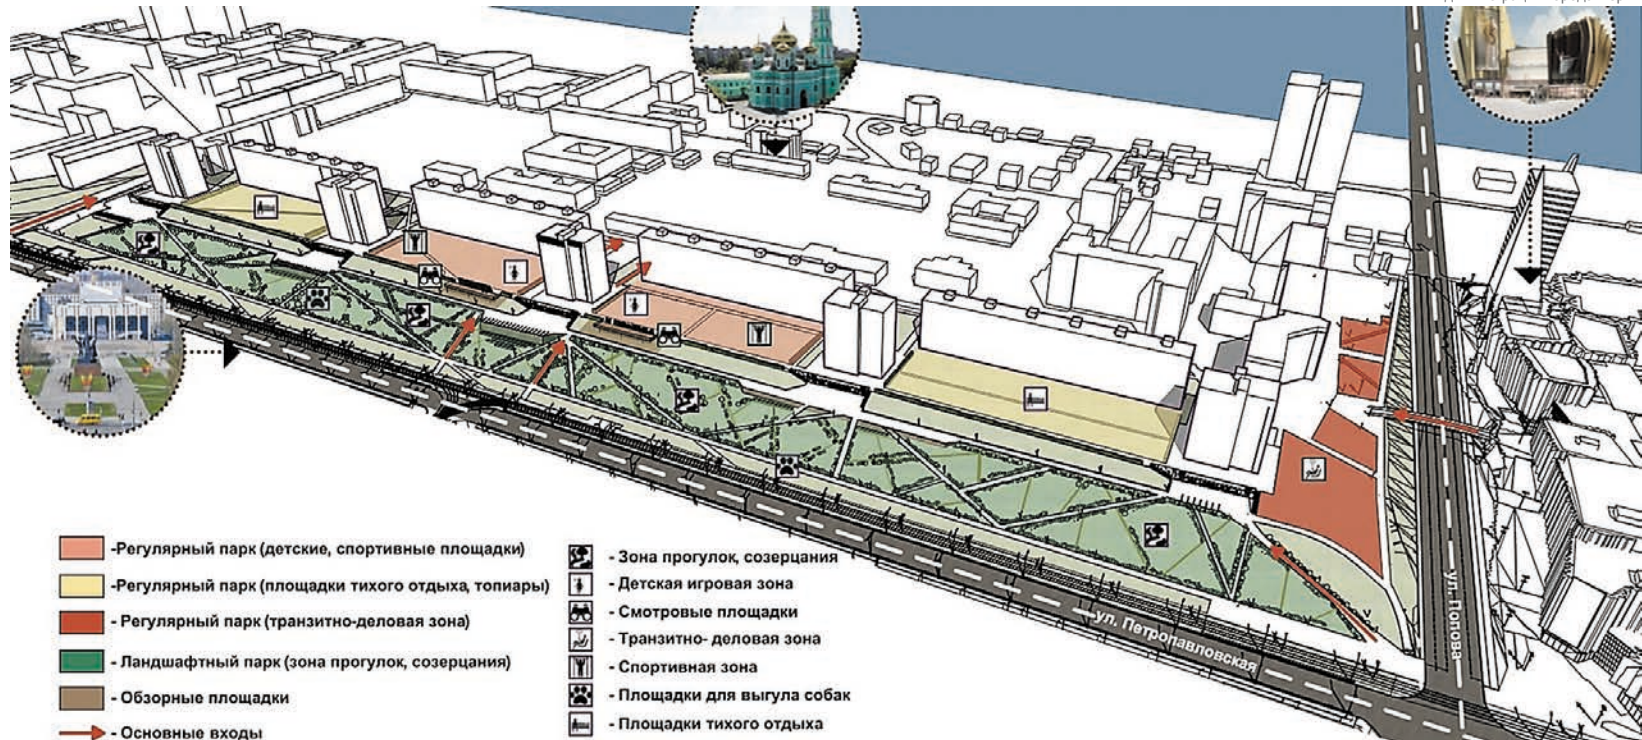 -Регулярный парк (детские, спортивные площадки)
-Регулярный парк (площадки тихого отдыха, топиары)
- Регулярный парк (транзитно-деловая зона)
- Ландшафтный парк (зона прогулок, созерцания)
- Обзорные площадки
- Основные входы
- Зона прогулок, созерцания
- Детская игровая зона
- Смотровые площадки
- Транзитно- деловая зона
- Спортивная зона
- Площадки для выгула собак
- Площадки тихого отдыха
ул. Петропавловская
ул. Попова